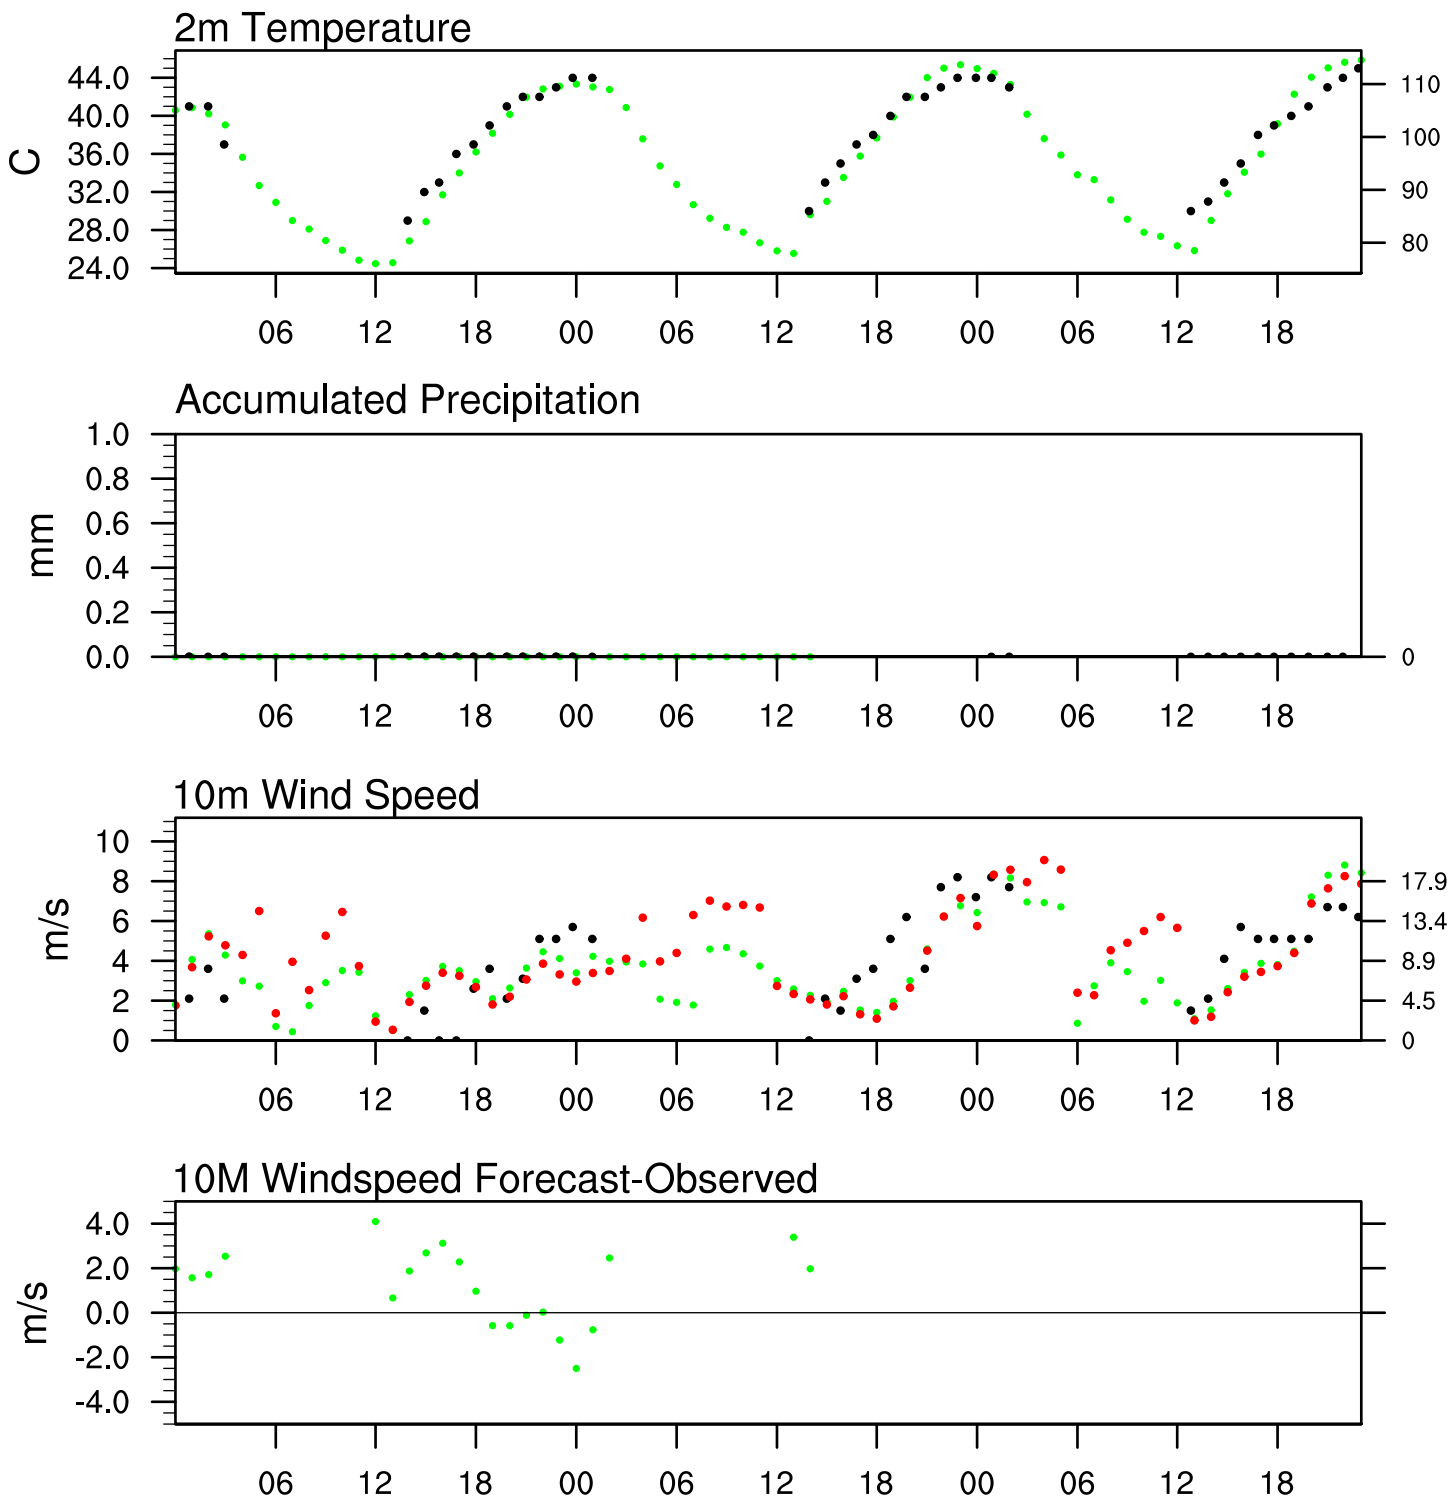 2m Temperature
44.0
40.0
36.0
32.0
28.0
24.0
C
110
100
90
80
06 12 18 00 06 12 18 00 06 12 18
Accumulated Precipitation
1.0
0.8
0.6
0.4
0.2
0.0
mm
0
06 12 18 00 06 12 18 00 06 12 18
10m Wind Speed
10
8
6
4
2
0
m/s
17.9
13.4
8.9
4.5
0
06 12 18 00 06 12 18 00 06 12 18
10M Windspeed Forecast-Observed
4.0
2.0
0.0
-2.0
-4.0
m/s
06 12 18 00 06 12 18 00 06 12 18